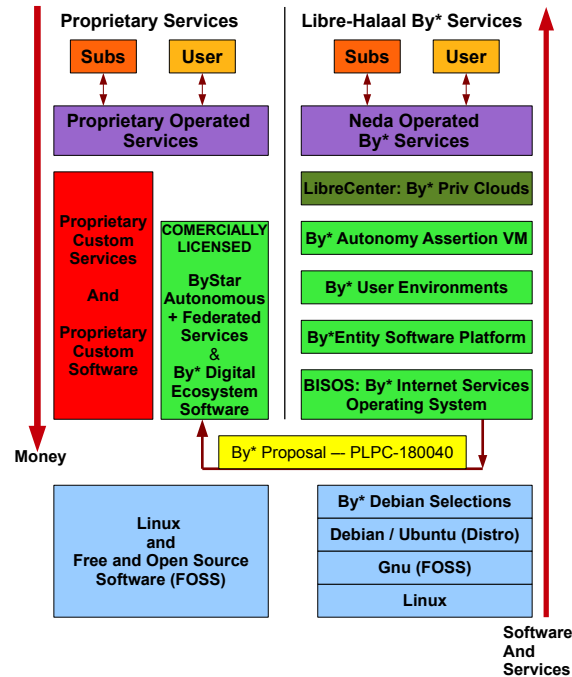 Proprietary Services
Subs
User
Proprietary Operated
Services
Proprietary
Custom
Services
And
Proprietary
Custom
Software
COMERCIALLY
LICENSED
ByStar
Autonomous
+ Federated
Services
&
By* Digital
Ecosystem
Software
Money
Libre-Halaal By* Services
Subs
User
Neda Operated
By* Services
LibreCenter: By* Priv Clouds
By* Autonomy Assertion VM
By* User Environments
By*Entity Software Platform
BISOS: By* Internet Services
Operating System
By* Proposal –- PLPC-180040
Linux
and
Free and Open Source
Software (FOSS)
By* Debian Selections
Debian / Ubuntu (Distro)
Gnu (FOSS)
Linux
Software
And
Services